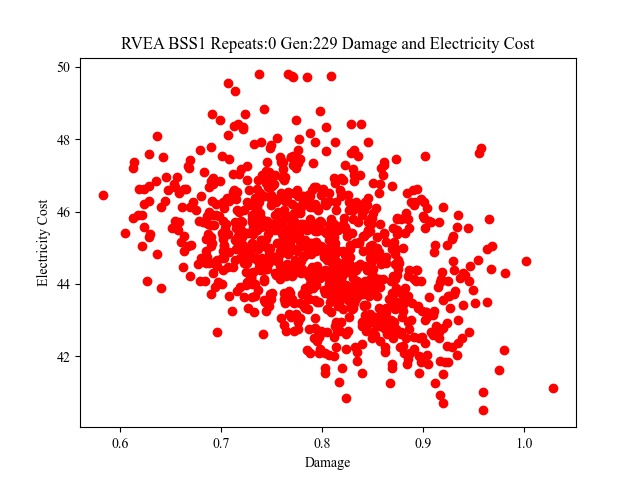 RVEA BSS1 Repeats:0 Gen:229 Damage and Electricity Cost
50
48
46
44
42
Electricity Cost
0.6 0.7 0.8 0.9 1.0
Damage